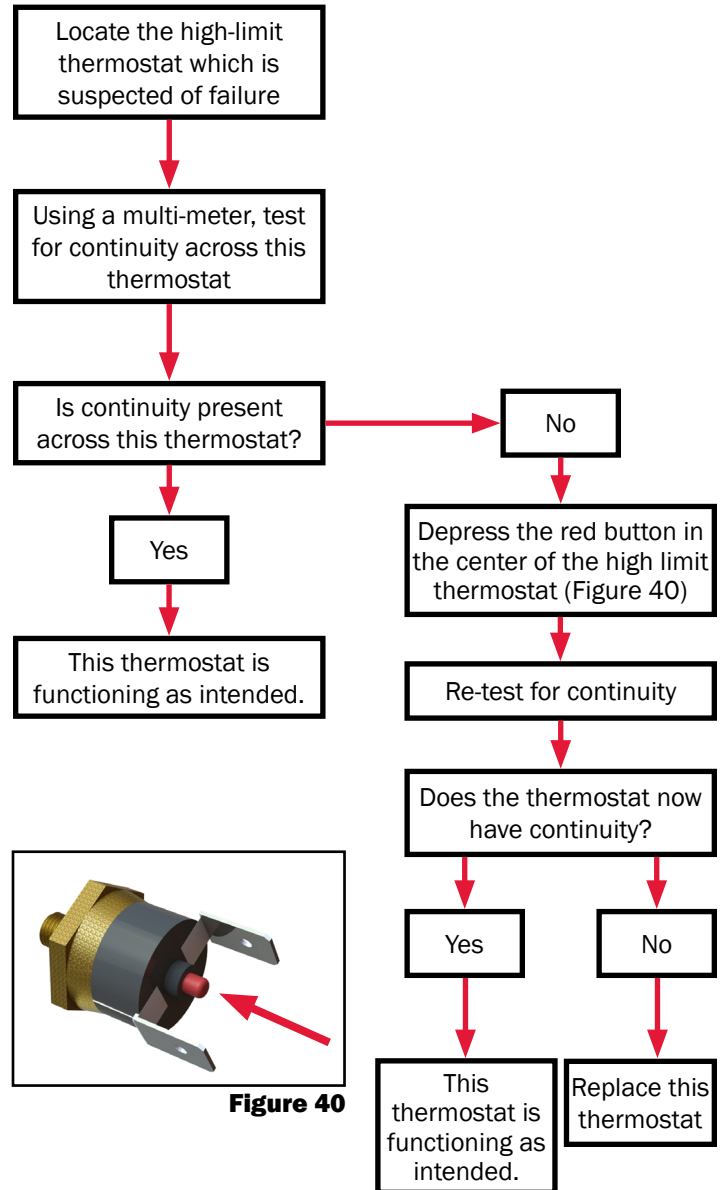 Locate the high-limit
thermostat which is
suspected of failure
Using a multi-meter, test
for continuity across this
thermostat
Is continuity present
across this thermostat?
No
Yes
Depress the red button in
the center of the high limit
thermostat (Figure 40)
This thermostat is
functioning as intended.
Re-test for continuity
Does the thermostat now
have continuity?
Yes
No
This
thermostat is
functioning as
intended.
Replace this
thermostat
Figure 40